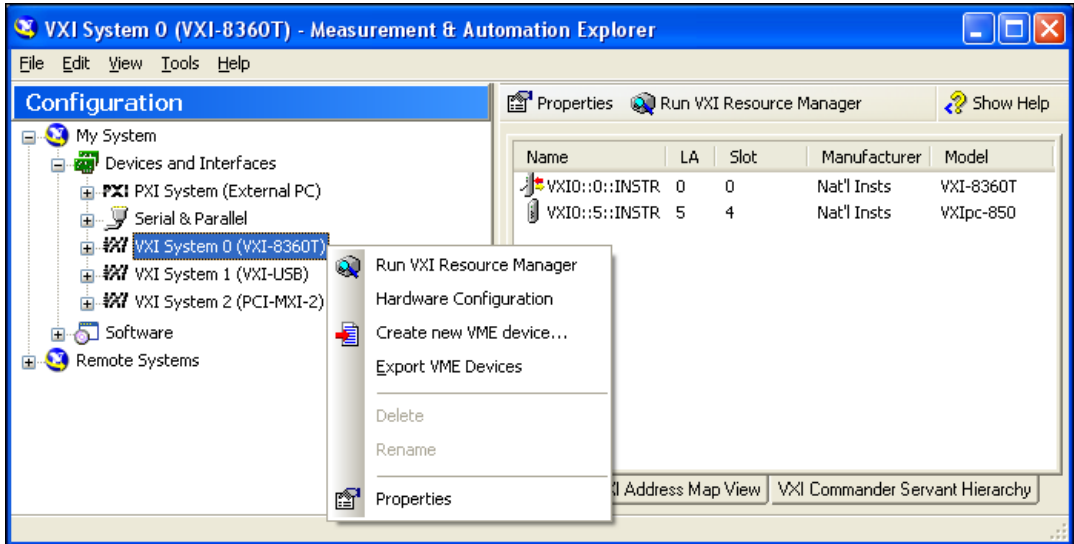 VXI System 0 (VXI-8360T) - Measurement & Automation Explorer
File Edit View Tools Help
Configuration
Properties Run VXI Resource Manager Show Help
My System
Devices and Interfaces
PXI PXI System (External PC)
Serial & Parallel
VXI VXI System 0 (VXI-8360T)
VXI VXI System 1 (VXI-USB)
VXI VXI System 2 (PCI-MXI-2)
Software
Remote Systems
Name LA Slot Manufacturer Model
VXI0::0::INSTR 0 0 Nat'l Insts VXI-8360T
VXI0::5::INSTR 5 4 Nat'l Insts VXIpc-850
Run VXI Resource Manager
Hardware Configuration
Create new VME device...
Export VME Devices
Delete
Rename
Properties
Address Map View VXI Commander Servant Hierarchy